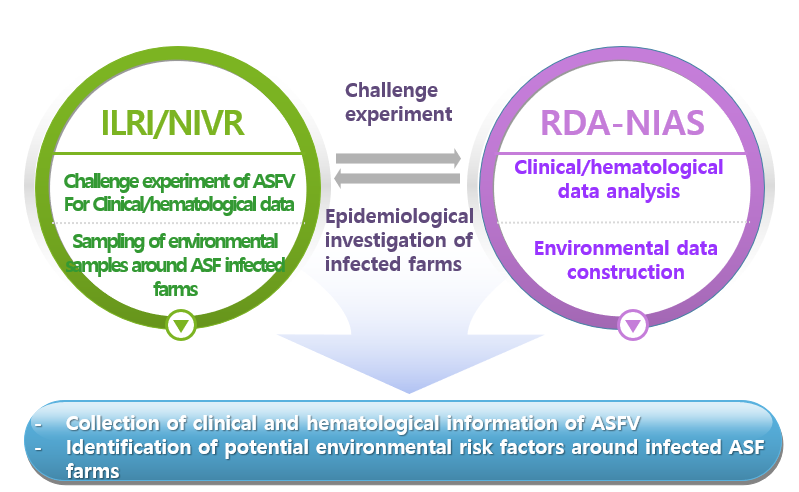 Challenge
experiment
ILRI/NIVR
RDA-NIAS
Challenge experiment of ASFV
For Clinical/hematological data
Clinical/hematological
data analysis
Epidemiological
investigation of
infected farms
Sampling of environmental
samples around ASF infected
farms
Environmental data
construction
- Collection of clinical and hematological information of ASFV
- Identification of potential environmental risk factors around infected ASF
farms